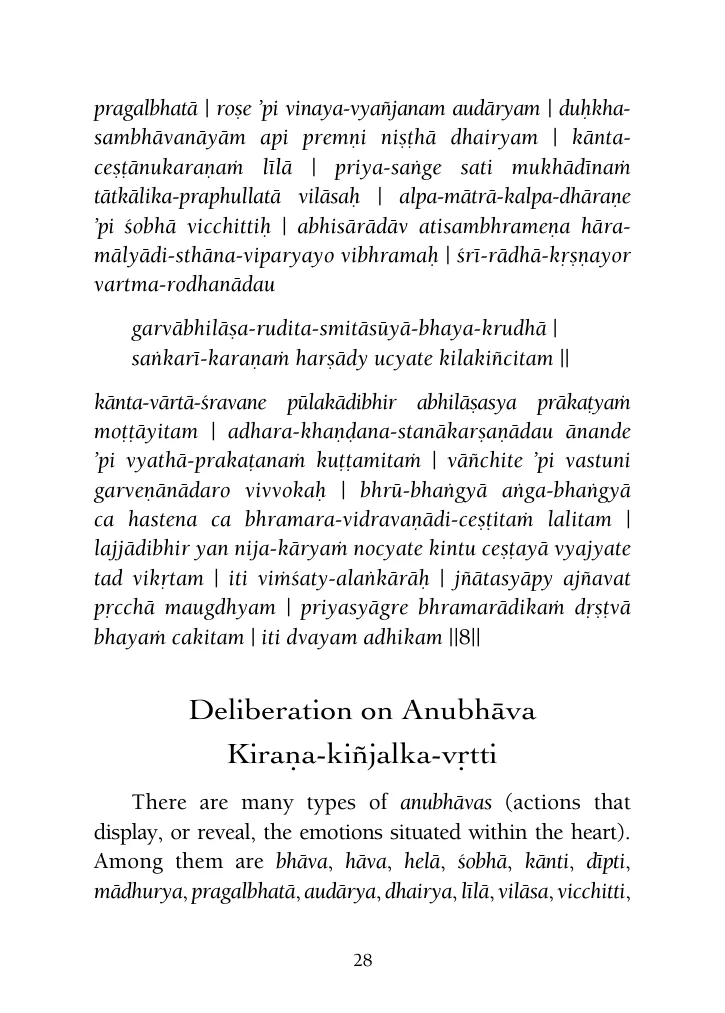 pragalbhatā | roṣe ’pi vinaya-vyañjanam audāryam | duḥkha-
sambhāvanāyām api premṇi niṣṭhā dhairyam | kānta-
ceṣṭānukaraṇaṁ līlā | priya-saṅge sati mukhādīnaṁ
tātkālika-praphullatā vilāsaḥ | alpa-mātrā-kalpa-dhāraṇe
’pi śobhā vicchittiḥ | abhisārādāv atisambhrameṇa hāra-
mālyādi-sthāna-viparyayo vibhramaḥ | śrī-rādhā-kṛṣṇayor
vartma-rodhanādau
garvābhilāṣa-rudita-smitāsūyā-bhaya-krudhā |
saṅkarī-karaṇaṁ harṣādy ucyate kilakiñcitam ||
kānta-vārtā-śravane pūlakādibhir abhilāṣasya prākaṭyaṁ
moṭṭāyitam | adhara-khaṇḍana-stanākarṣaṇādau ānande
’pi vyathā-prakaṭanaṁ kuṭṭamitaṁ | vāñchite ’pi vastuni
garveṇānādaro vivvokaḥ | bhrū-bhaṅgyā aṅga-bhaṅgyā
ca hastena ca bhramara-vidravaṇādi-ceṣṭitaṁ lalitam |
lajjādibhir yan nija-kāryaṁ nocyate kintu ceṣṭayā vyajyate
tad vikṛtam | iti viṁśaty-alaṅkārāḥ | jñātasyāpy ajñavat
pṛcchā maugdhyam | priyasyāgre bhramarādikaṁ dṛṣṭvā
bhayaṁ cakitam | iti dvayam adhikam ||8||
Deliberation on Anubhāva
Kiraṇa-kiñjalka-vṛtti
There are many types of anubhāvas (actions that
display, or reveal, the emotions situated within the heart).
Among them are bhāva, hāva, helā, śobhā, kānti, dīpti,
mādhurya, pragalbhatā, audārya, dhairya, līlā, vilāsa, vicchitti,
28